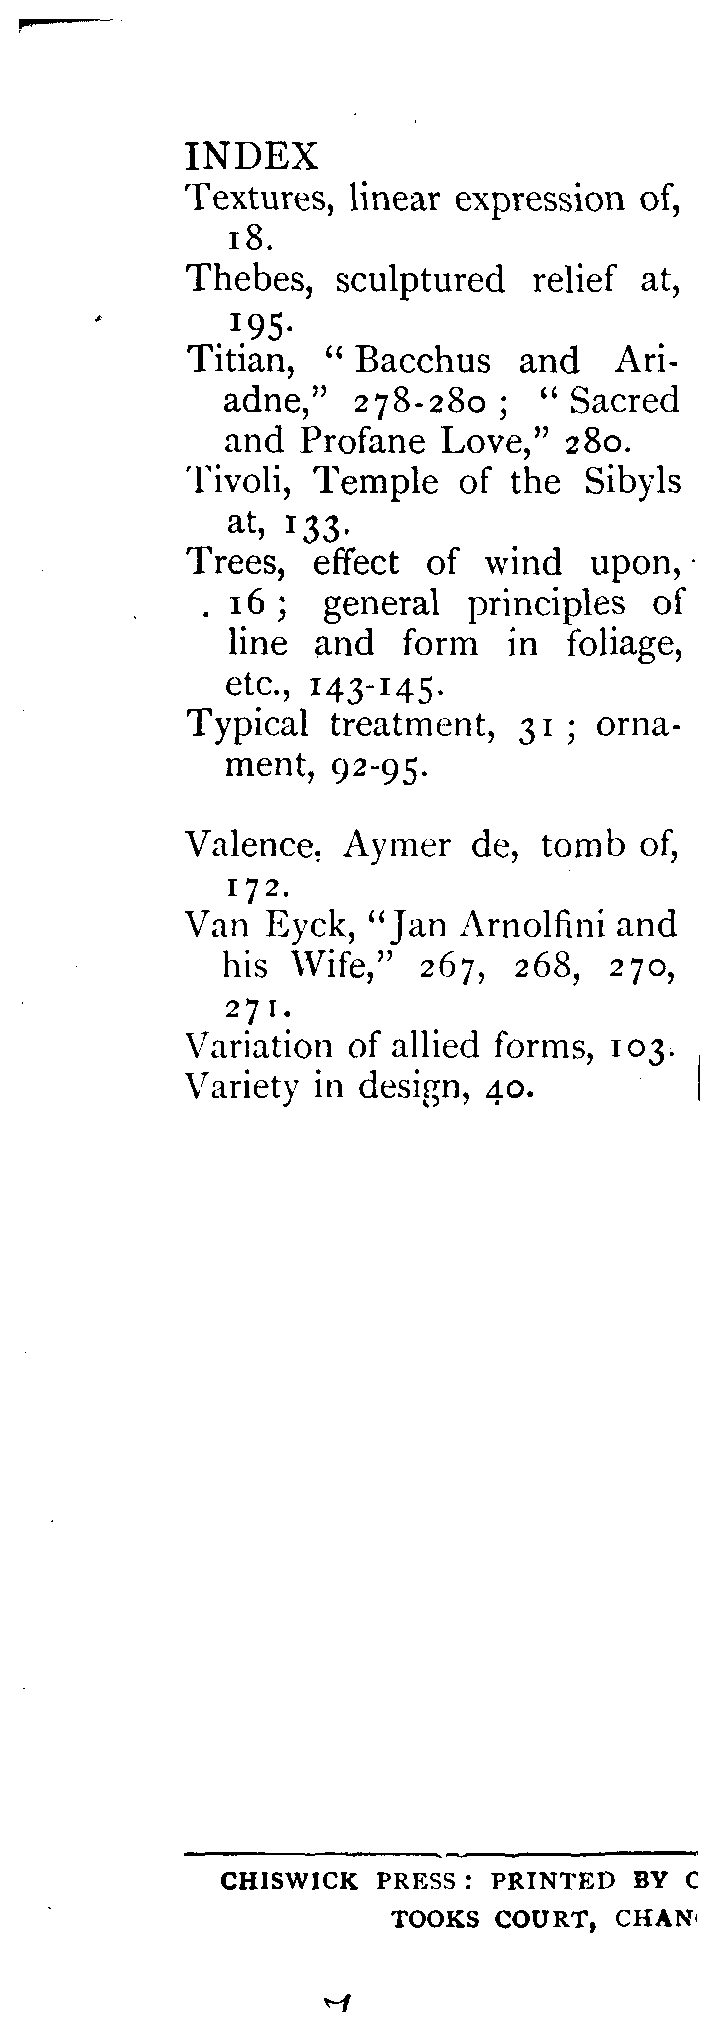 INDEX
Textures, linear expression of,
18.
Thebes, sculptured relief at,
195.
Titian, “ Bacchus and Ari-
adne,” 278-280 ; “ Sacred
and Profane Love,” 280.
Tivoli, Temple of the Sibyls
at, 133.
Trees, effect of wind upon,
16 ; general principles of
line and form in foliage,
etc., 143-145.
Typical treatment, 31 ; orna-
ment, 92-95.
Valence, Aymer de, tomb of,
172.
Van Eyck, “Jan Arnolfini and
his Wife,” 267, 268, 270,
271.
Variation of allied forms, 103.
Variety in design, 40.
CHISWICK PRESS: PRINTED BY C
TOOKS COURT, CHAN